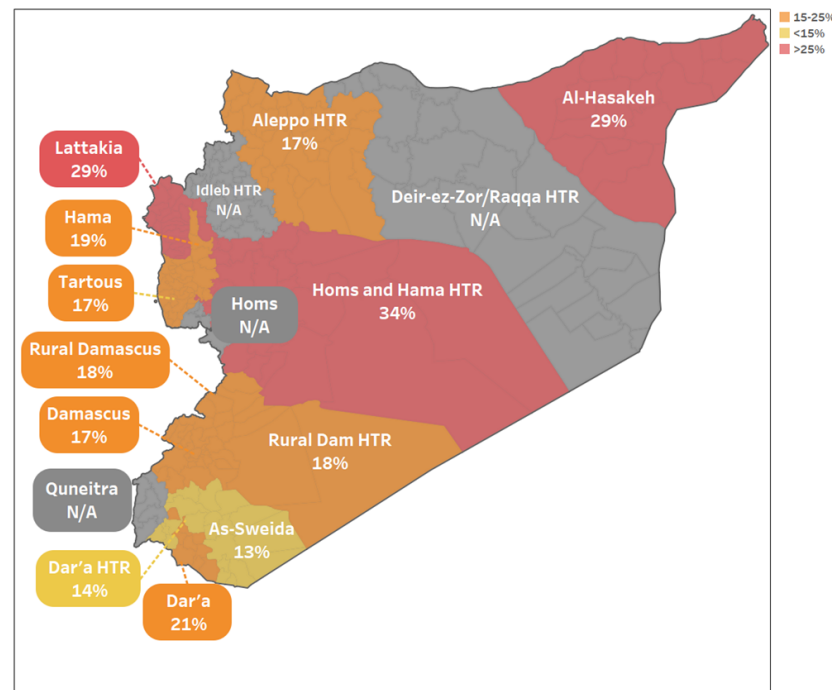 15-25%
<15%
>25%
Al-Hasakeh
29%
Aleppo HTR
17%
Lattakia
29%
Idleb HTR
N/A
Deir-ez-Zor/Raqqa HTR
N/A
Hama
19%
Tartous
17%
Homs
N/A
Homs and Hama HTR
34%
Rural Damascus
18%
Damascus
17%
Rural Dam HTR
18%
Quneitra
N/A
As-Sweida
13%
Dar'a HTR
14%
Dar'a
21%